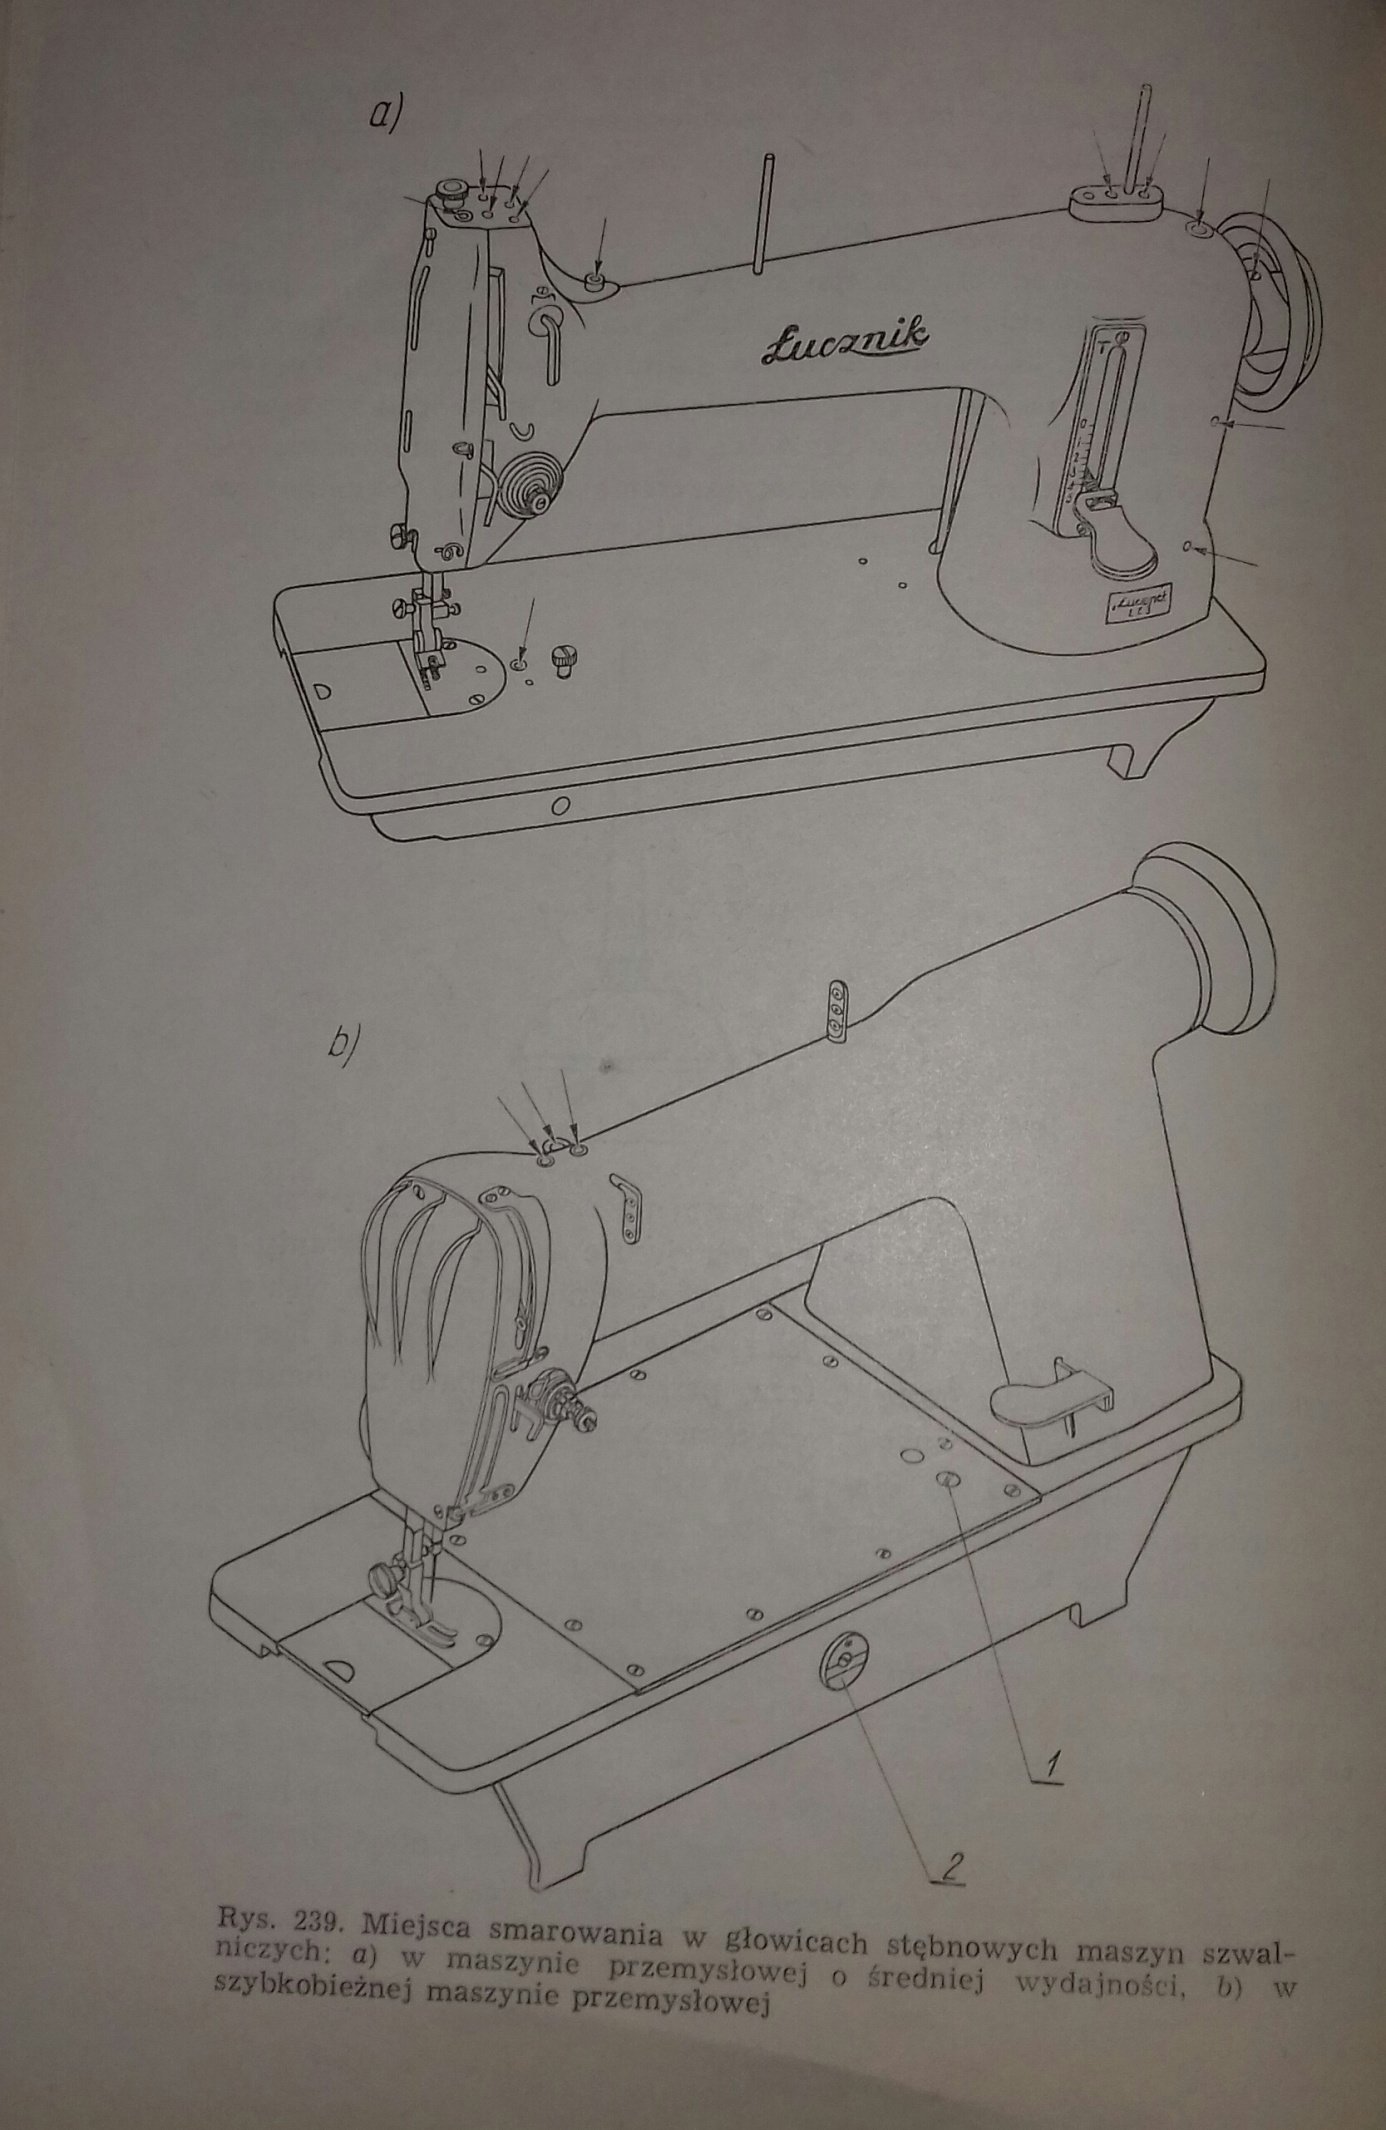 a)
Łucznik
T
b)
1
2
Rys. 239. Miejsca smarowania w głowicach stębnowych maszyn szwal-
niczych: a) w maszynie przemysłowej o średniej wydajności, b) w
szybkobieżnej maszynie przemysłowej